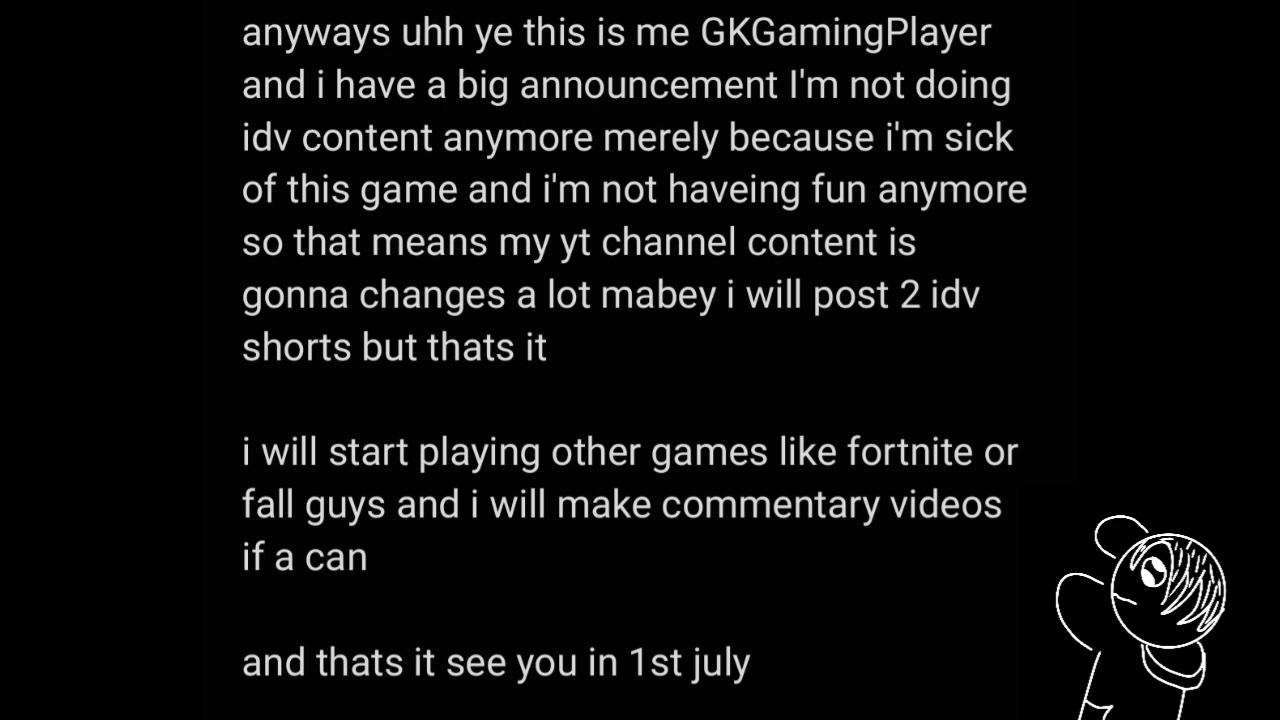 anyways uhh ye this is me GKGamingPlayer
and i have a big announcement I'm not doing
idv content anymore merely because i'm sick
of this game and i'm not haveing fun anymore
so that means my yt channel content is
gonna changes a lot mabey i will post 2 idv
shorts but thats it
i will start playing other games like fortnite or
fall guys and i will make commentary videos
if a can
and thats it see you in 1st july